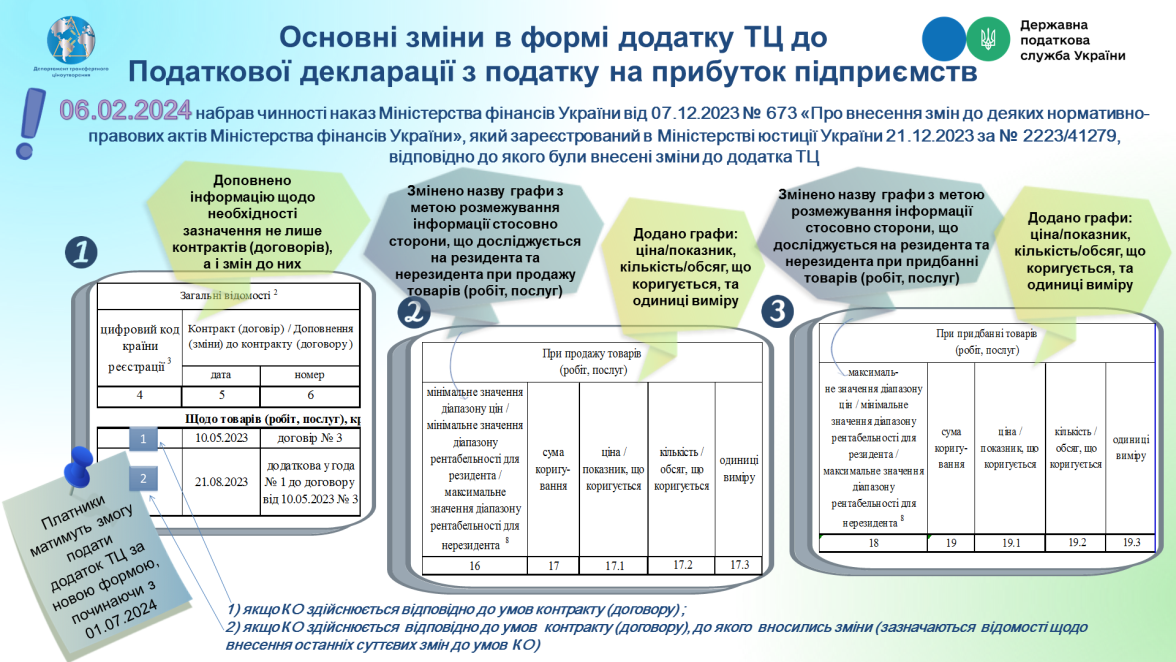 Департамент трансфертного
ціноутворення
Основні зміни в формі додатку ТЦ до
Податкової декларації з податку на прибуток підприємств
Державна
податкова
служба України
06.02.2024 набрав чинності наказ Міністерства фінансів України від 07.12.2023 № 673 «Про внесення змін до деяких нормативно-
правових актів Міністерства фінансів України», який зареєстрований в Міністерстві юстиції України 21.12.2023 за № 2223/41279,
відповідно до якого були внесені зміни до додатка ТЦ
1
Доповнено
інформацію щодо
необхідності
зазначення не лише
контрактів (договорів),
а і змін до них
Загальні відомості 2
цифровий код
країни
реєстрації 3
Контракт (договір) / Доповнення
(зміни) до контракту (договору)
дата
номер
4
5
6
Щодо товарів (робіт, послуг), кр
1
10.05.2023
договір № 3
2
21.08.2023
додаткова угода
№ 1 до договору
від 10.05.2023 № 3
Платники
матимуть змогу
подати
додаток ТЦ за
новою формою,
починаючи з
01.07.2024
2
Змінено назву графи з
метою розмежування
інформації стосовно
сторони, що досліджується
на резидента та
нерезидента при продажу
товарів (робіт, послуг)
Додано графи:
ціна/показник,
кількість/обсяг, що
коригується, та
одиниці виміру
При продажу товарів
(робіт, послуг)
мінімальне значення
діапазону цін /
мінімальне значення
діапазону
рентабельності для
резидента /
максимальне
значення діапазону
рентабельності для
нерезидента 8
сума
коригу-
вання
ціна /
показник, що
коригується
кількість /
обсяг, що
коригується
одиниці
виміру
16
17
17.1
17.2
17.3
3
Змінено назву графи з метою
розмежування інформації
стосовно сторони, що
досліджується на резидента та
нерезидента при придбанні
товарів (робіт, послуг)
Додано графи:
ціна/показник,
кількість/обсяг, що
коригується, та
одиниці виміру
При придбанні товарів
(робіт, послуг)
максималь-
не значення діапазону
цін / мінімальне
значення діапазону
рентабельності для
резидента /
максимальне значення
діапазону
рентабельності для
нерезидента 8
сума
коригу-
вання
ціна /
показник, що
коригується
кількість /
обсяг, що
коригується
одиниці
виміру
18
19
19.1
19.2
19.3
1) якщо КО здійснюється відповідно до умов контракту (договору) ;
2) якщо КО здійснюється відповідно до умов контракту (договору), до якого вносились зміни (зазначаються відомості щодо
внесення останніх суттєвих змін до умов КО)